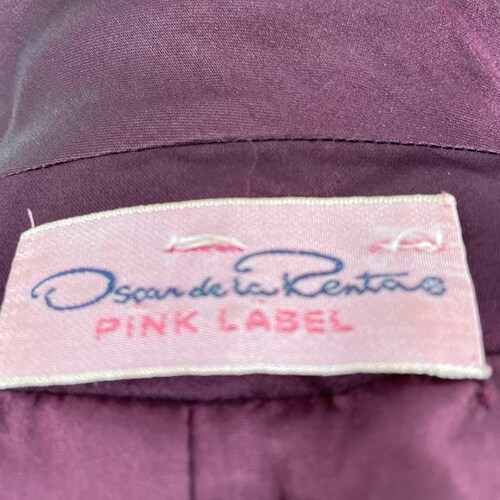 Oscar de la Renta®
PINK LABEL